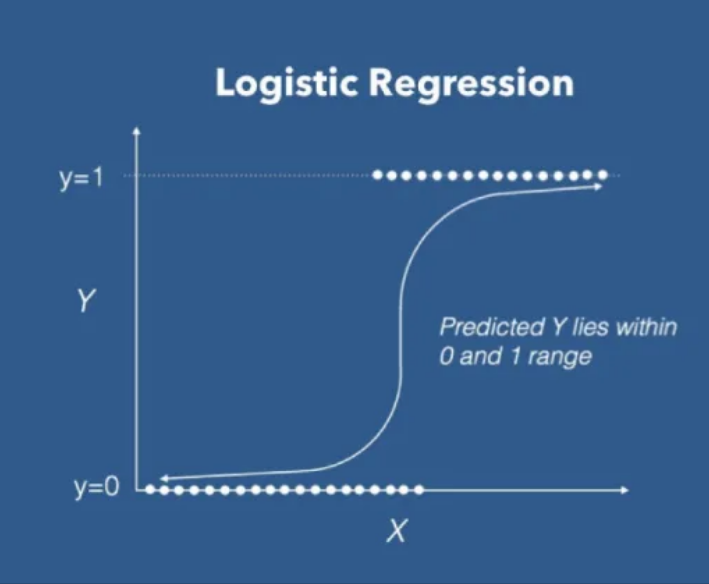 Logistic Regression
y=1
Y
Predicted Y lies within
0 and 1 range
y=0
X